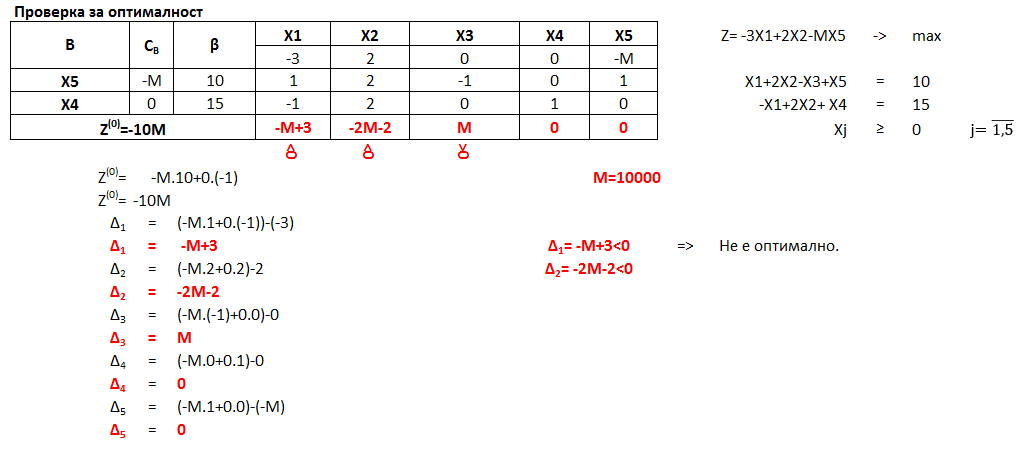 Проверка за оптималност
B C_B β X1 X2 X3 X4 X5
-3 2 0 0 -M
X5 -M 10 1 2 -1 0 1
X4 0 15 -1 2 0 1 0
Z^(0)=-10M -M+3 -2M-2 M 0 0
Z= -3X1+2X2-MX5 -> max
X1+2X2-X3+X5 = 10
-X1+2X2+ X4 = 15
Xj ≥ 0 j= 1,5
Z^(0)= -M.10+0.(-1) M=10000
Z^(0)= -10M
Δ₁ = (-M.1+0.(-1))-(-3)
Δ₁ = -M+3 Δ₁= -M+3<0 => Не е оптимално.
Δ₂ = (-M.2+0.2)-2 Δ₂= -2M-2<0
Δ₂ = -2M-2
Δ₃ = (-M.(-1)+0.0)-0
Δ₃ = M
Δ₄ = (-M.0+0.1)-0
Δ₄ = 0
Δ₅ = (-M.1+0.0)-(-M)
Δ₅ = 0